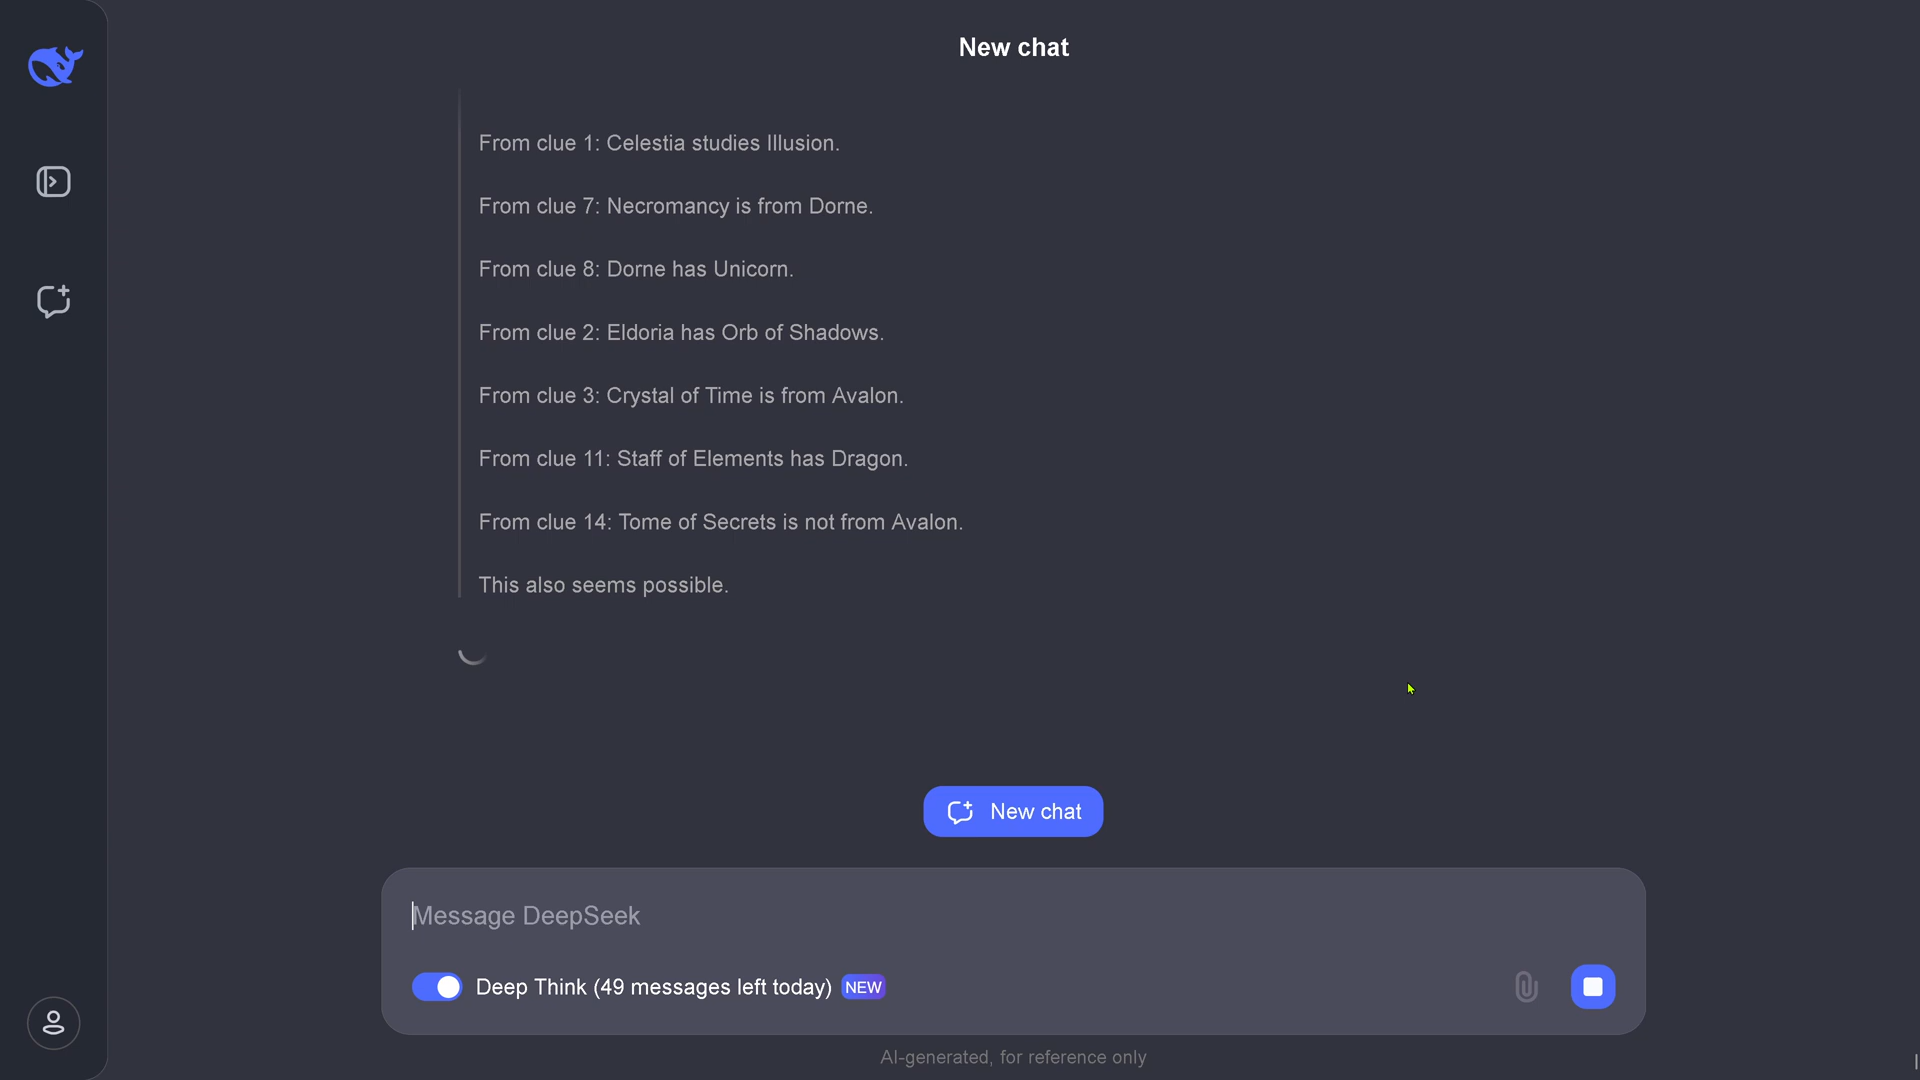 New chat
From clue 1: Celestia studies Illusion.
From clue 7: Necromancy is from Dorne.
From clue 8: Dorne has Unicorn.
From clue 2: Eldoria has Orb of Shadows.
From clue 3: Crystal of Time is from Avalon.
From clue 11: Staff of Elements has Dragon.
From clue 14: Tome of Secrets is not from Avalon.
This also seems possible.
New chat
Message DeepSeek
Deep Think (49 messages left today) NEW
AI-generated, for reference only